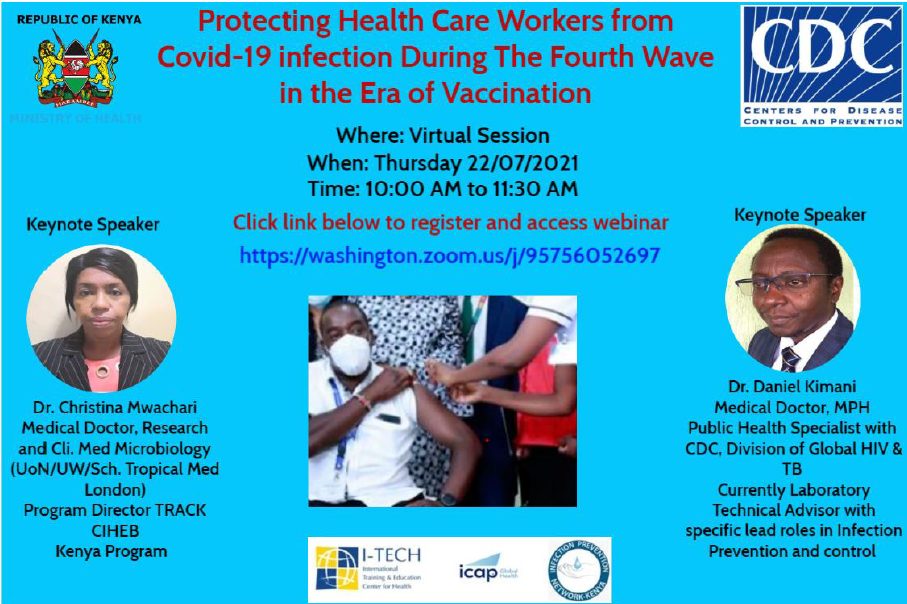 REPUBLIC OF KENYA
HARAMBEE
MINISTRY OF HEALTH
Protecting Health Care Workers from
Covid-19 infection During The Fourth Wave
in the Era of Vaccination
CDC
CENTERS FOR DISEASE
CONTROL AND PREVENTION
Where: Virtual Session
When: Thursday 22/07/2021
Time: 10:00 AM to 11:30 AM
Click link below to register and access webinar
https://washington.zoom.us/j/95756052697
Keynote Speaker
Dr. Christina Mwachari
Medical Doctor, Research
and Cli. Med Microbiology
(UoN/UW/Sch. Tropical Med
London)
Program Director TRACK
CIHEB
Kenya Program
Keynote Speaker
Dr. Daniel Kimani
Medical Doctor, MPH
Public Health Specialist with
CDC, Division of Global HIV &
TB
Currently Laboratory
Technical Advisor with
specific lead roles in Infection
Prevention and control
I-TECH
International
Training & Education
Center for Health
icap Global
Health
INFECTION PREVENTION
NETWORK-KENYA